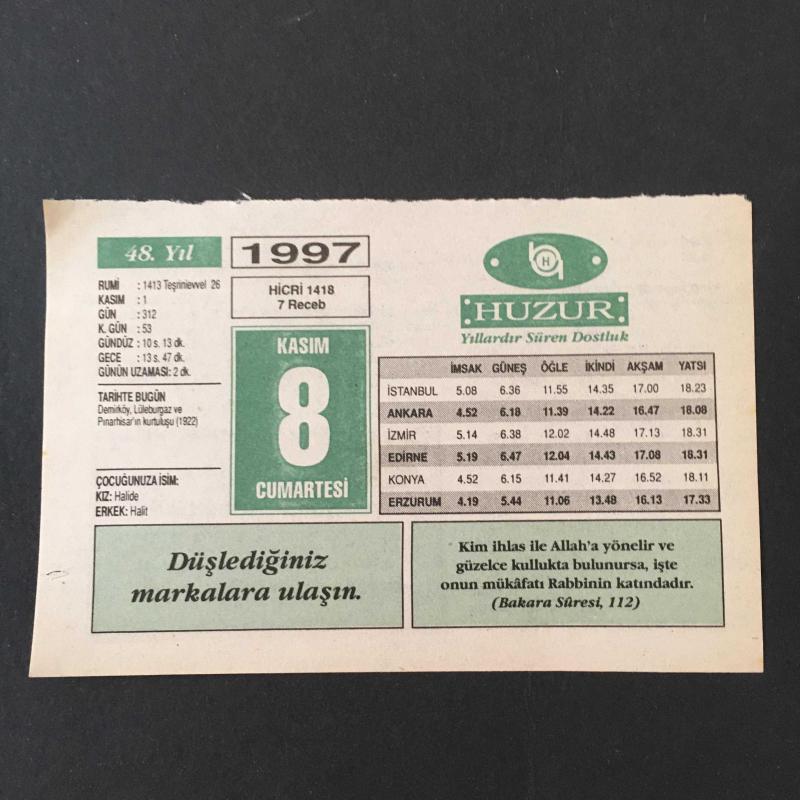 48. Yıl
RUMİ : 1413 Teşrinievvel 26
KASIM : 1
GÜN : 312
K. GÜN : 53
GÜNDÜZ : 10 s. 13 dk.
GECE : 13 s. 47 dk.
GÜNÜN UZAMASI: 2 dk.
TARİHTE BUGÜN
Demirköy, Lüleburgaz ve
Pınarhisar'ın kurtuluşu (1922)
ÇOCUĞUNUZA İSİM:
KIZ: Halide
ERKEK: Halit
1997
HİCRİ 1418
7 Receb
KASIM
8
CUMARTESİ
H
HUZUR
Yıllardır Süren Dostluk
İMSAK GÜNEŞ ÖĞLE İKİNDİ AKŞAM YATSI
İSTANBUL 5.08 6.36 11.55 14.35 17.00 18.23
ANKARA 4.52 6.18 11.39 14.22 16.47 18.08
İZMİR 5.14 6.38 12.02 14.48 17.13 18.31
EDİRNE 5.19 6.47 12.04 14.43 17.08 18.31
KONYA 4.52 6.15 11.41 14.27 16.52 18.11
ERZURUM 4.19 5.44 11.06 13.48 16.13 17.33
Düşlediğiniz
markalara ulaşın.
Kim ihlas ile Allah'a yönelir ve
güzelce kullukta bulunursa, işte
onun mükâfatı Rabbinin katındadır.
(Bakara Sûresi, 112)